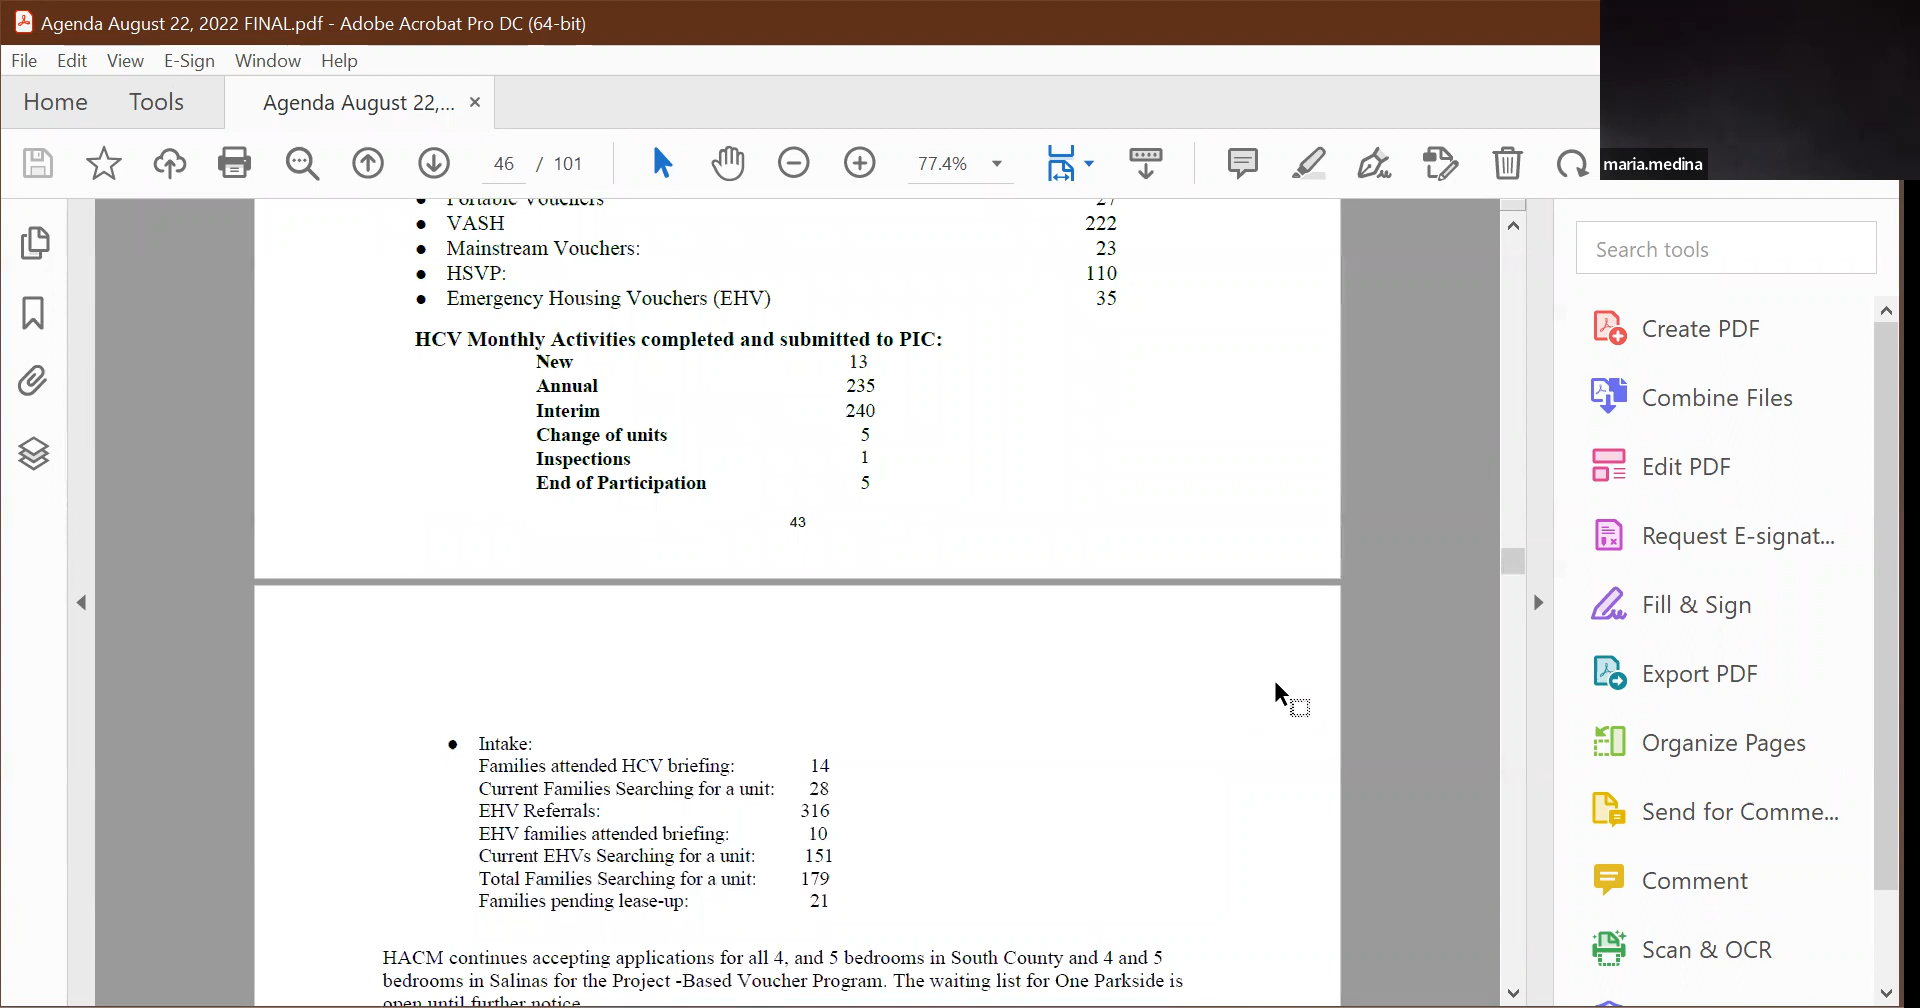 Agenda August 22, 2022 FINAL.pdf - Adobe Acrobat Pro DC (64-bit)
File Edit View E-Sign Window Help
Home Tools Agenda August 22,... ×
46 / 101 77.4%
maria.medina
Search tools
Portable Vouchers 27
• VASH 222
• Mainstream Vouchers: 23
• HSVP: 110
• Emergency Housing Vouchers (EHV) 35
HCV Monthly Activities completed and submitted to PIC:
New 13
Annual 235
Interim 240
Change of units 5
Inspections 1
End of Participation 5
43
• Intake:
Families attended HCV briefing: 14
Current Families Searching for a unit: 28
EHV Referrals: 316
EHV families attended briefing: 10
Current EHVs Searching for a unit: 151
Total Families Searching for a unit: 179
Families pending lease-up: 21
HACM continues accepting applications for all 4, and 5 bedrooms in South County and 4 and 5
bedrooms in Salinas for the Project -Based Voucher Program. The waiting list for One Parkside is
open until further notice
Create PDF
Combine Files
Edit PDF
Request E-signat...
Fill & Sign
Export PDF
Organize Pages
Send for Comme...
Comment
Scan & OCR